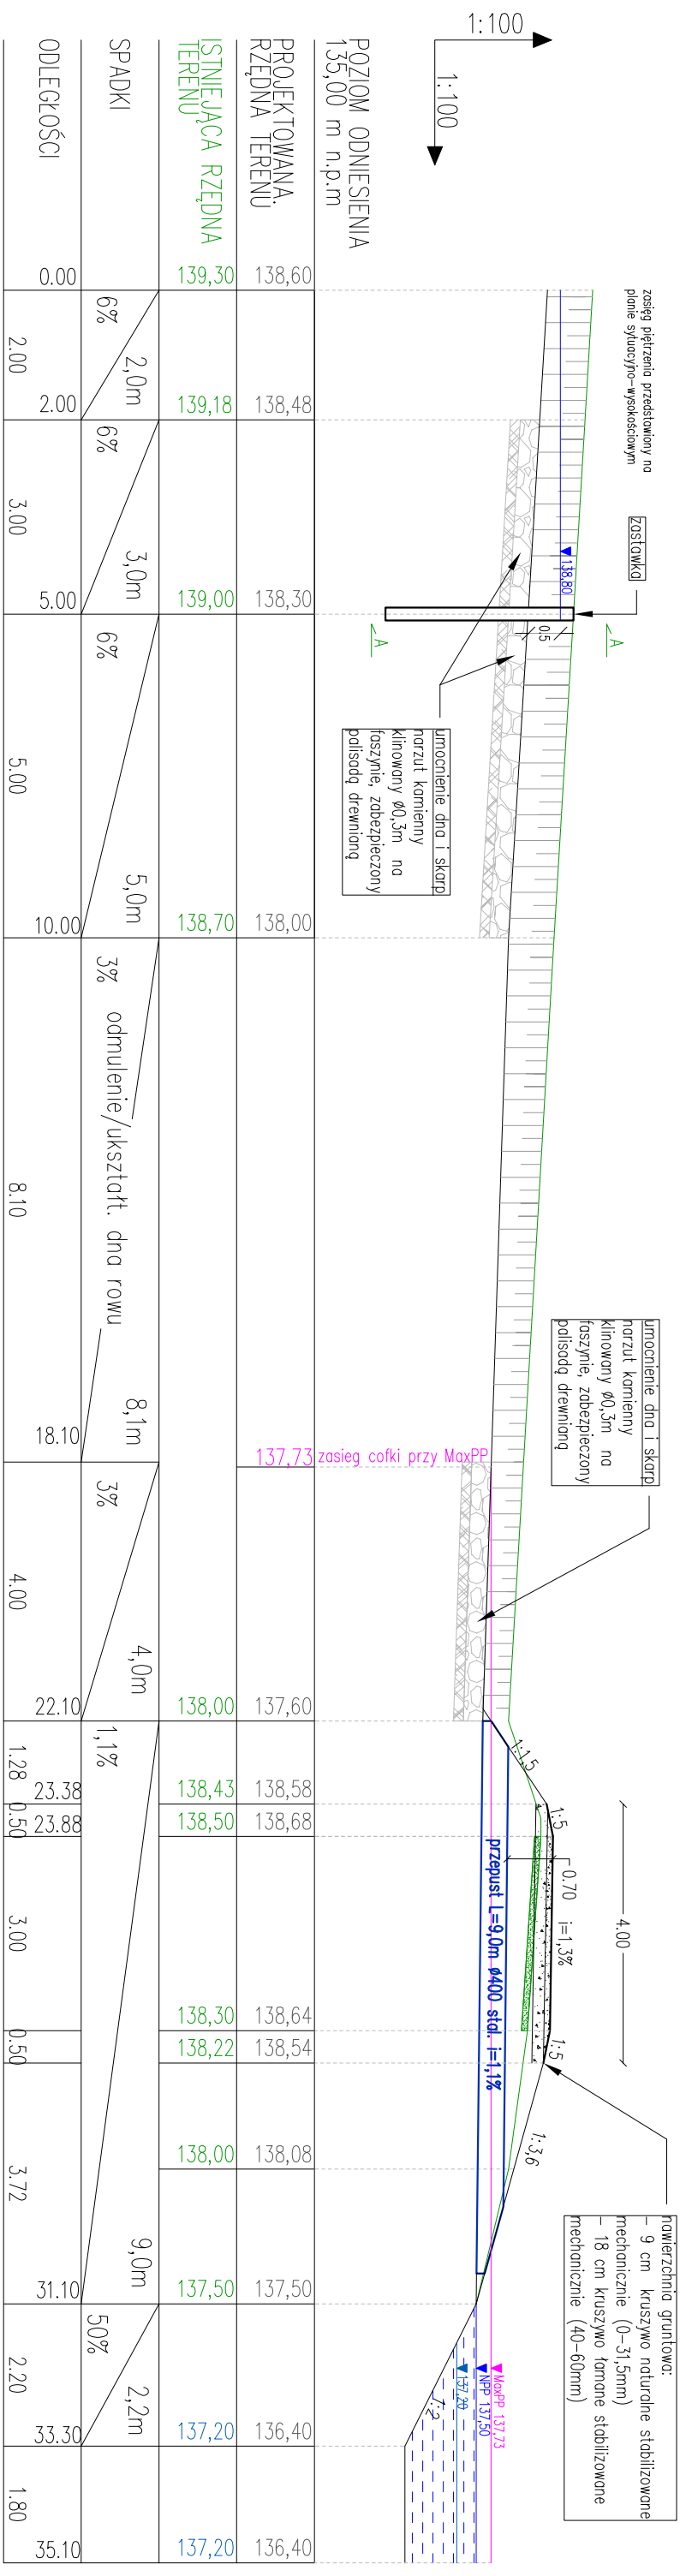 1:100
1:100
zasięg piętrzenia przedstawiony na
planie sytuacyjno-wysokościowym
zastawka
138,80
0,5
A
A
umocnienie dna i skarp
narzut kamienny
klinowany ø0,3m na
faszynie, zabezpieczony
palisadą drewnianą
umocnienie dna i skarp
narzut kamienny
klinowany ø0,3m na
faszynie, zabezpieczony
palisadą drewnianą
nawierzchnia gruntowa:
- 9 cm kruszywo naturalne stabilizowane
mechanicznie (0-31,5mm)
- 18 cm kruszywo łamane stabilizowane
mechanicznie (40-60mm)
4.00
1:1,5
1:5
0.70
i=1,3%
1:5
1:3,6
przepust L=9,0m ø400 stal. i=1,1%
MaxPP 137,73
NPP 137,50
137,20
1:2
137,73 zasieg cofki przy MaxPP
POZIOM ODNIESIENIA
135,00 m n.p.m
PROJEKTOWANA.
RZĘDNA TERENU
138,60 138,48 138,30 138,00 137,60 138,58 138,68 138,64 138,54 138,08 137,50 136,40 136,40
ISTNIEJĄCA RZĘDNA
TERENU
139,30 139,18 139,00 138,70 138,00 138,43 138,50 138,30 138,22 138,00 137,50 137,20 137,20
SPADKI
6% 2,0m
6% 3,0m
6% 5,0m
3% odmulenie/ukształt. dna rowu 8,1m
3% 4,0m
1,1% 9,0m
50% 2,2m
ODLEGŁOŚCI
0.00 2.00 5.00 10.00 18.10 22.10 23.38 23.88 31.10 33.30 35.10
2.00 3.00 5.00 8.10 4.00 1.28 0.50 3.00 0.50 3.72 2.20 1.80